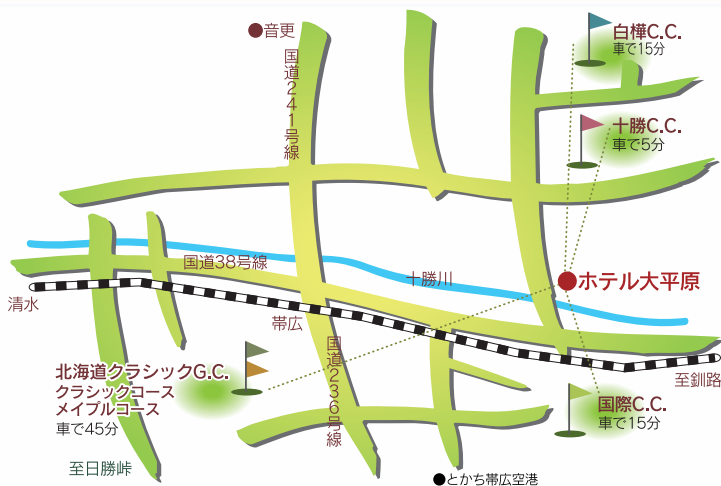 白樺C.C.
車で15分
●音更
国道241号線
十勝C.C.
車で5分
国道38号線
十勝川
●ホテル大平原
清水
帯広
国道236号線
北海道クラシックG.C.
クラシックコース
メイプルコース
車で45分
至釧路
国際C.C.
車で15分
至日勝峠
●とかち帯広空港